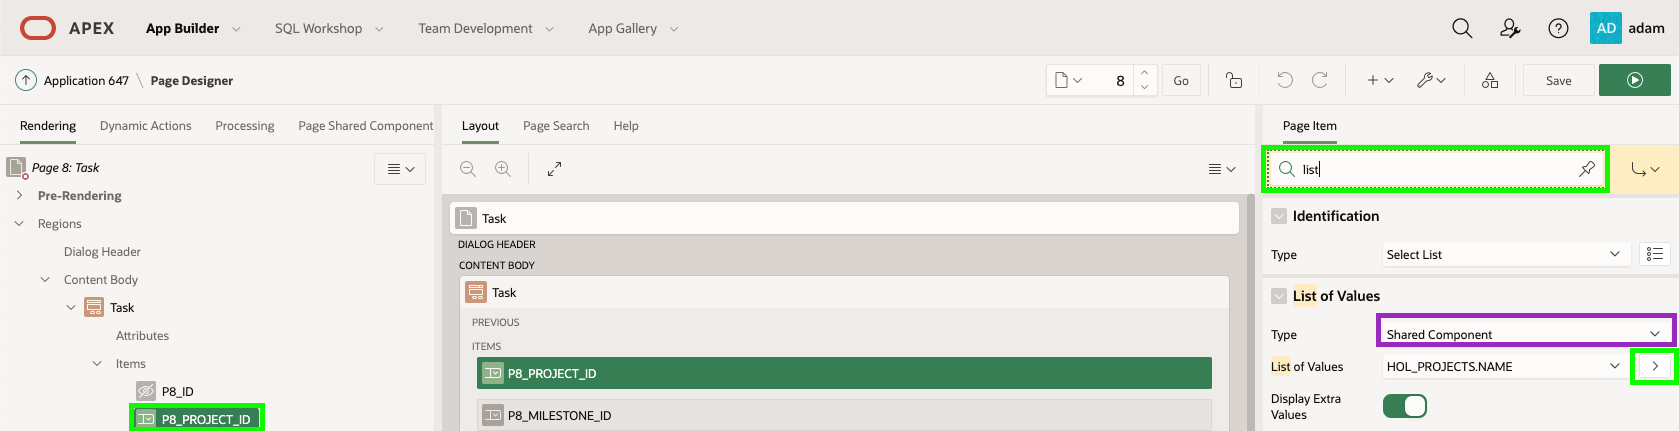 APEX App Builder SQL Workshop Team Development App Gallery AD adam
Application 647 \ Page Designer 8 Go Save
Rendering Dynamic Actions Processing Page Shared Component
Page 8: Task
Pre-Rendering
Regions
Dialog Header
Content Body
Task
Attributes
Items
P8_ID
P8_PROJECT_ID
Layout Page Search Help
Task
DIALOG HEADER
CONTENT BODY
Task
PREVIOUS
ITEMS
P8_PROJECT_ID
P8_MILESTONE_ID
Page Item
list
Identification
Type Select List
List of Values
Type Shared Component
List of Values HOL_PROJECTS.NAME
Display Extra
Values